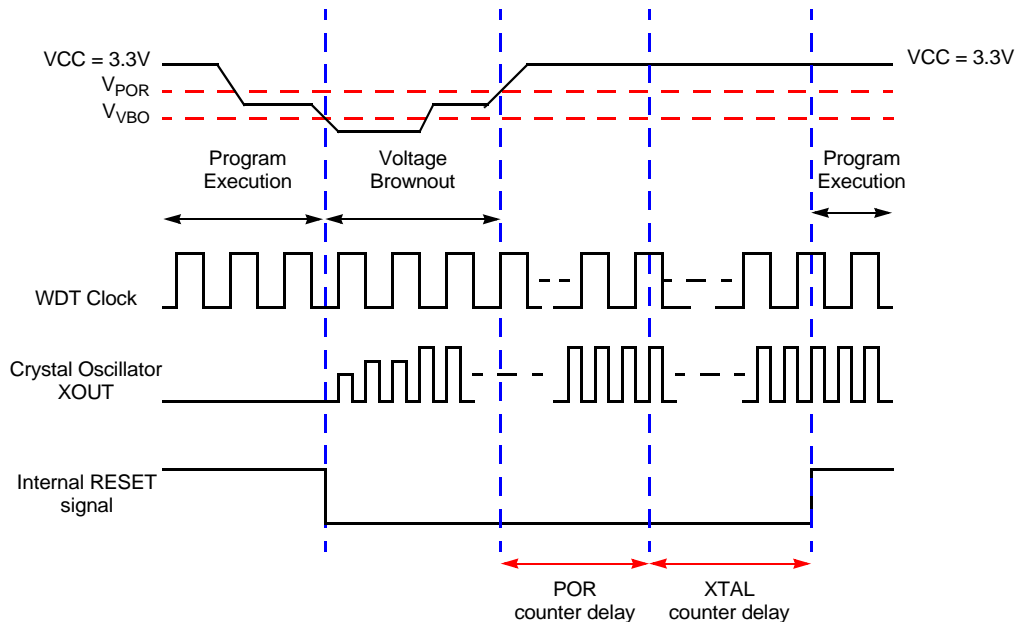 VCC = 3.3V
VCC = 3.3V
VPOR
VVBO
Program
Execution
Voltage
Brownout
Program
Execution
WDT Clock
Crystal Oscillator
XOUT
Internal RESET
signal
POR
counter delay
XTAL
counter delay